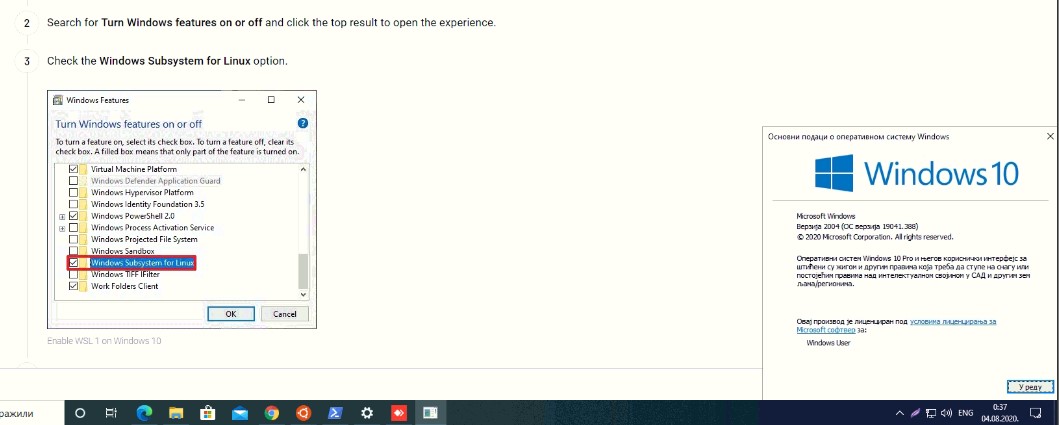 2 Search for Turn Windows features on or off and click the top result to open the experience.
3 Check the Windows Subsystem for Linux option.
Windows Features
Turn Windows features on or off
To turn a feature on, select its check box. To turn a feature off, clear its
check box. A filled box means that only part of the feature is turned on.
Virtual Machine Platform
Windows Defender Application Guard
Windows Hypervisor Platform
Windows Identity Foundation 3.5
Windows PowerShell 2.0
Windows Process Activation Service
Windows Projected File System
Windows Sandbox
Windows Subsystem for Linux
Windows TIFF IFilter
Work Folders Client
OK Cancel
Enable WSL 1 on Windows 10
Основни подаци о оперативном систему Windows
Windows 10
Microsoft Windows
Верзија 2004 (ОС верзија 19041.388)
© 2020 Microsoft Corporation. All rights reserved.
Оперативни систем Windows 10 Pro и његов кориснички интерфејс за
штићени су жигом и другим правима која треба да ступе на снагу или
постојећим правима над интелектуалном својином у САД и другим зем
љама/регионима.
Овај производ је лиценциран под условима лиценцирања за
Microsoft софтвер за:
Windows User
У реду
ражили
ENG
0:37
04.08.2020.